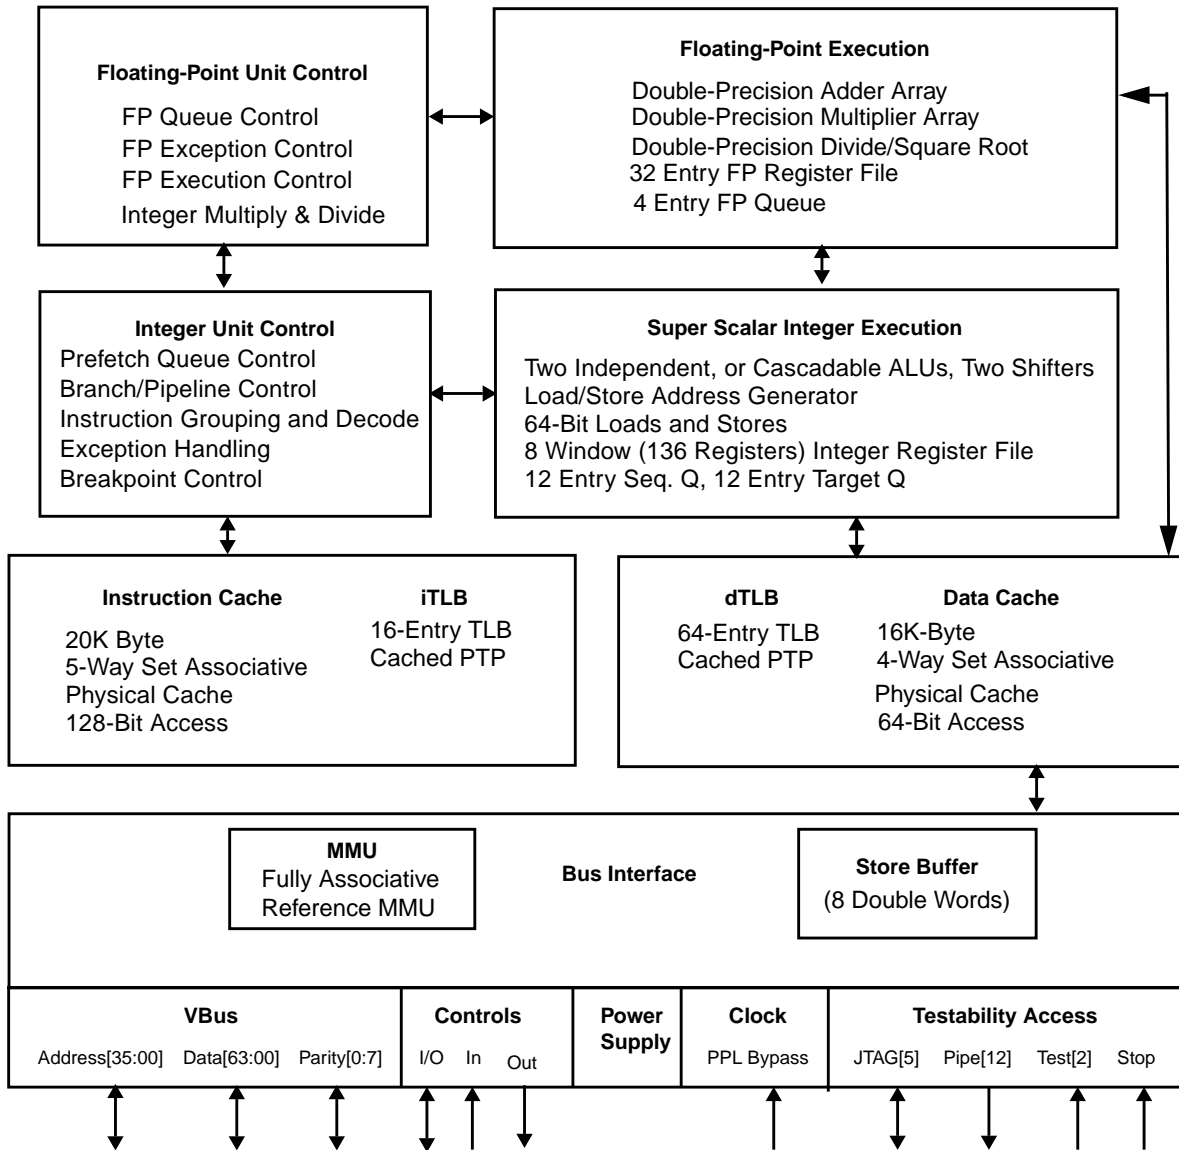 Floating-Point Unit Control
FP Queue Control
FP Exception Control
FP Execution Control
Integer Multiply & Divide
Floating-Point Execution
Double-Precision Adder Array
Double-Precision Multiplier Array
Double-Precision Divide/Square Root
32 Entry FP Register File
4 Entry FP Queue
Integer Unit Control
Prefetch Queue Control
Branch/Pipeline Control
Instruction Grouping and Decode
Exception Handling
Breakpoint Control
Super Scalar Integer Execution
Two Independent, or Cascadable ALUs, Two Shifters
Load/Store Address Generator
64-Bit Loads and Stores
8 Window (136 Registers) Integer Register File
12 Entry Seq. Q, 12 Entry Target Q
Instruction Cache
20K Byte
5-Way Set Associative
Physical Cache
128-Bit Access
iTLB
16-Entry TLB
Cached PTP
dTLB
64-Entry TLB
Cached PTP
Data Cache
16K-Byte
4-Way Set Associative
Physical Cache
64-Bit Access
MMU
Fully Associative
Reference MMU
Bus Interface
Store Buffer
(8 Double Words)
VBus
Address[35:00] Data[63:00] Parity[0:7]
Controls
I/O In Out
Power
Supply
Clock
PPL Bypass
Testability Access
JTAG[5] Pipe[12] Test[2] Stop